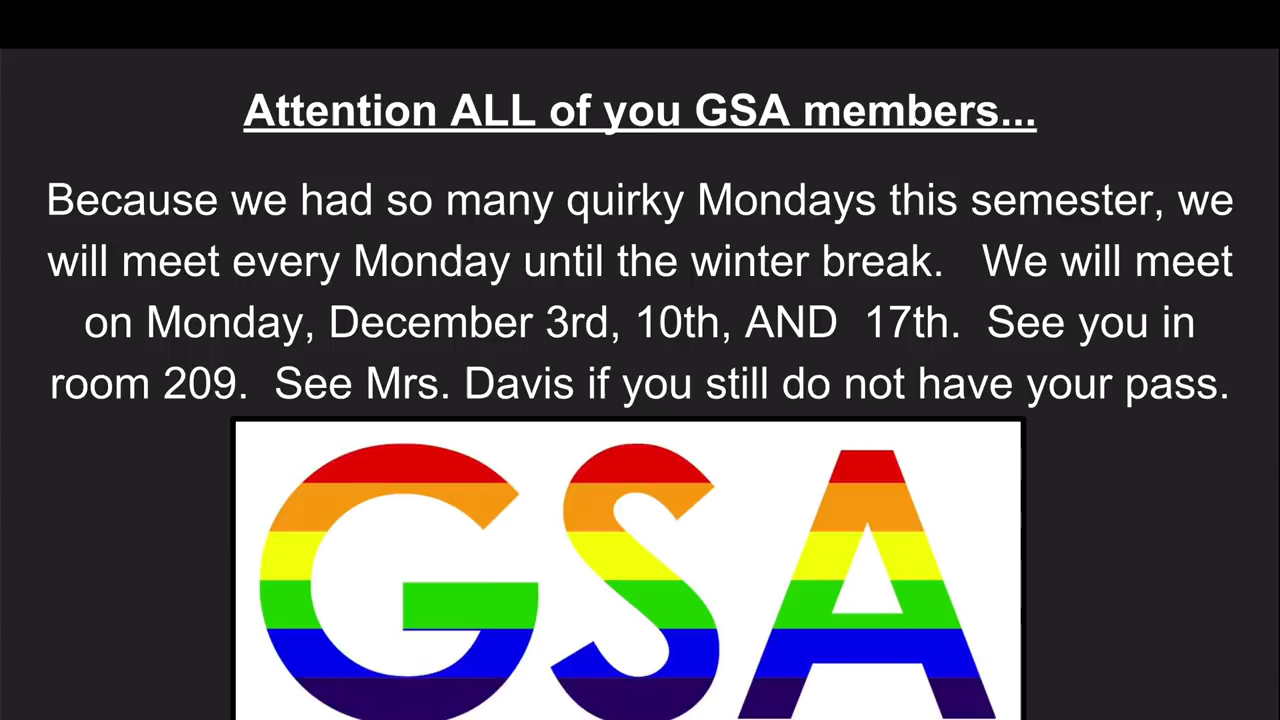 Attention ALL of you GSA members...
Because we had so many quirky Mondays this semester, we
will meet every Monday until the winter break.   We will meet
on Monday, December 3rd, 10th, AND  17th.  See you in
room 209.  See Mrs. Davis if you still do not have your pass.
GSA